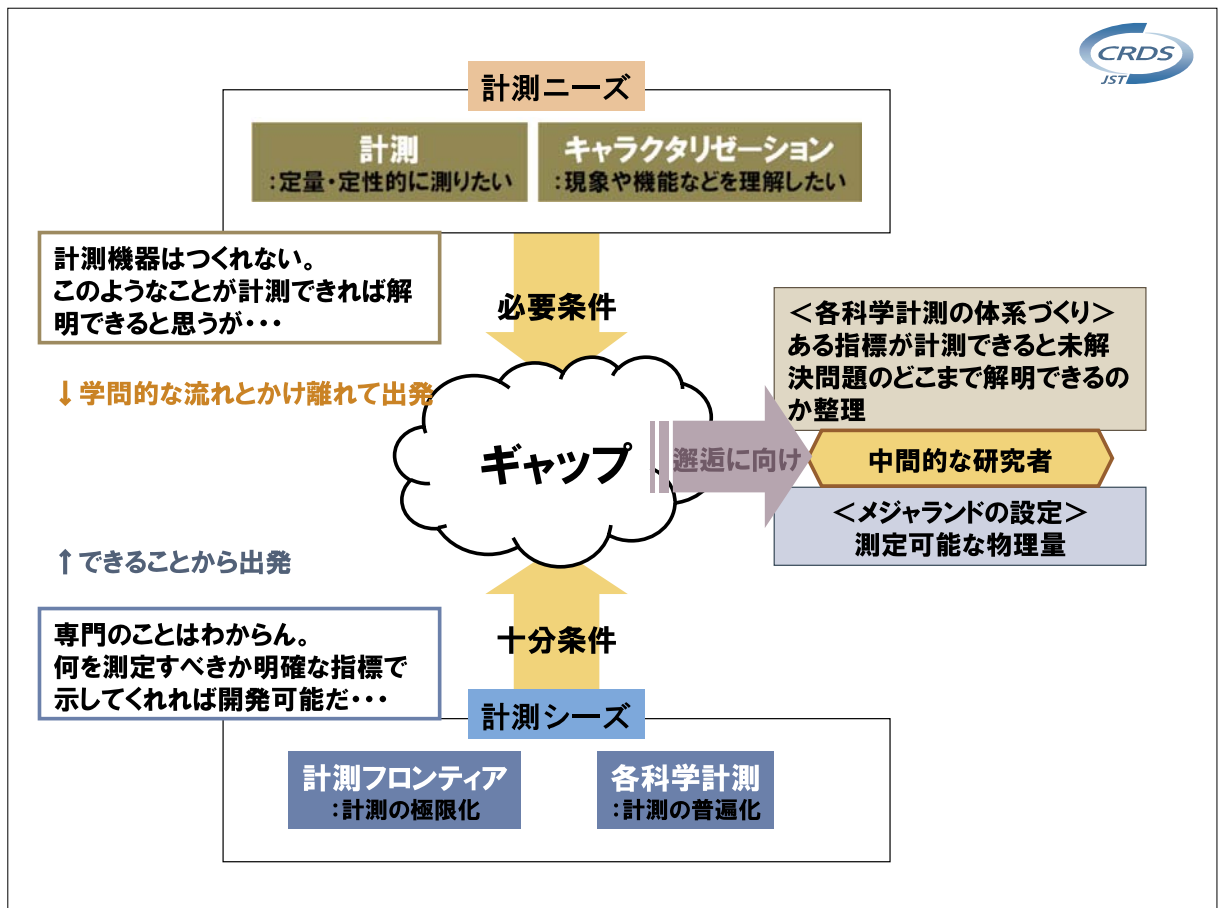 CRDS
JST
計測ニーズ
計測
:定量・定性的に測りたい
キャラクタリゼーション
:現象や機能などを理解したい
計測機器はつくれない。
このようなことが計測できれば解
明できると思うが・・・
必要条件
↓学問的な流れとかけ離れて出発
ギャップ
邂逅に向け
＜各科学計測の体系づくり＞
ある指標が計測できると未解
決問題のどこまで解明できるの
か整理
中間的な研究者
＜メジャランドの設定＞
測定可能な物理量
↑できることから出発
専門のことはわからん。
何を測定すべきか明確な指標で
示してくれれば開発可能だ・・・
十分条件
計測シーズ
計測フロンティア
:計測の極限化
各科学計測
:計測の普遍化